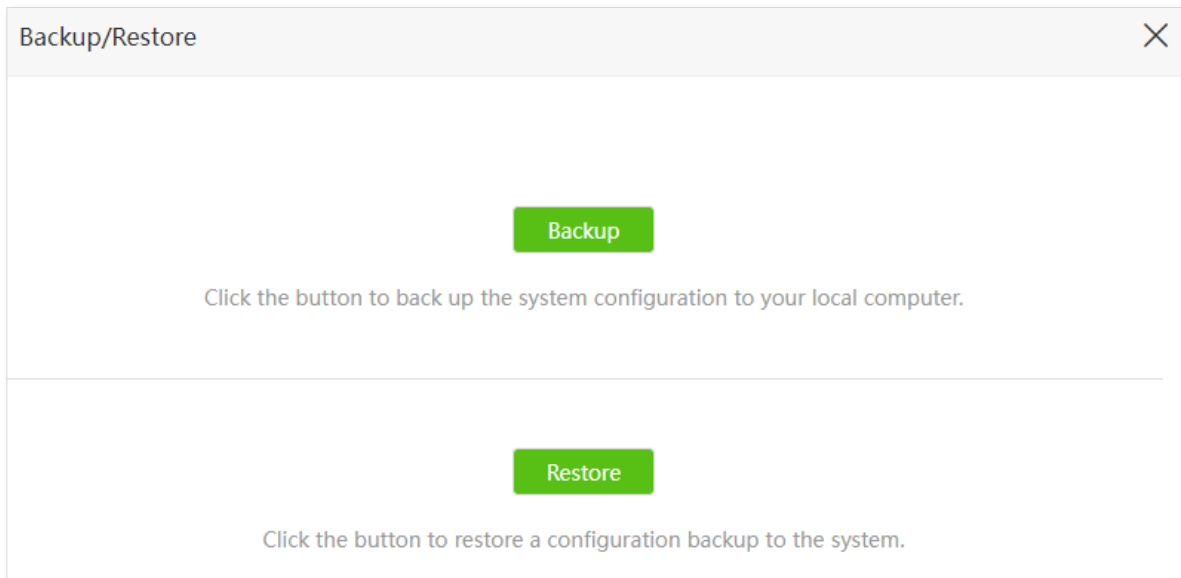 Backup/Restore
Backup
Click the button to back up the system configuration to your local computer.
Restore
Click the button to restore a configuration backup to the system.